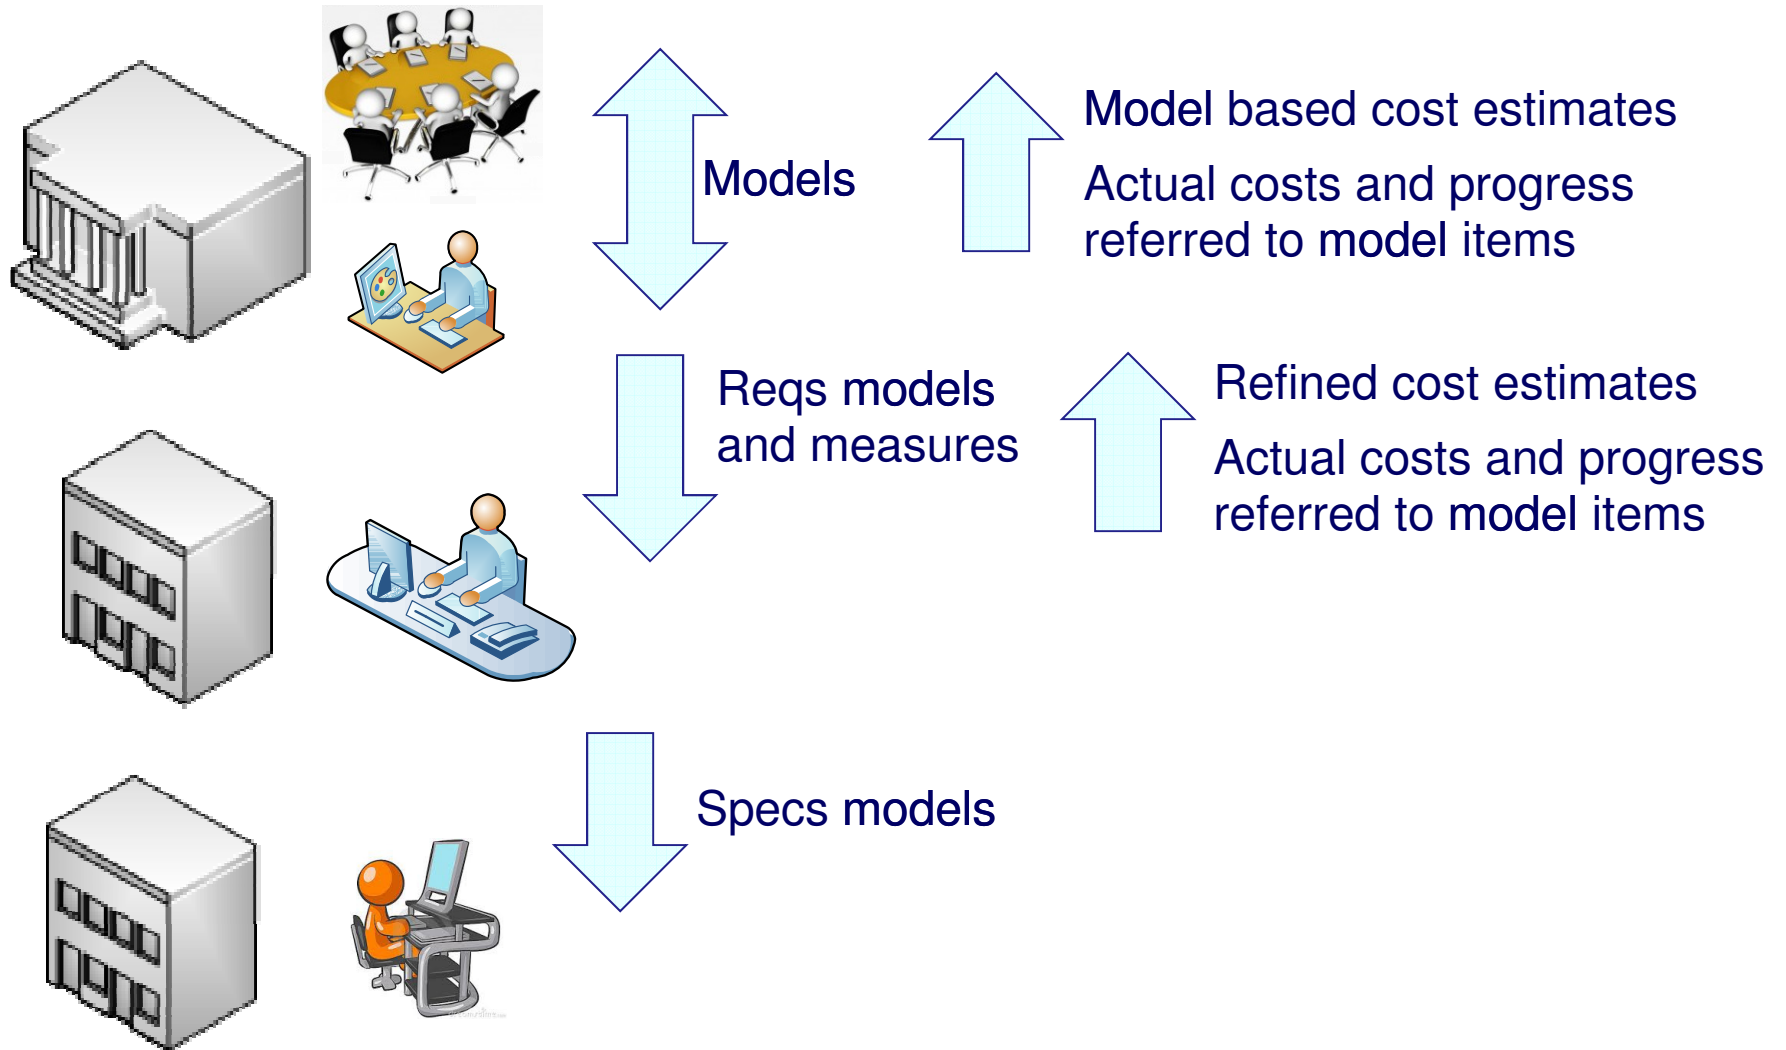 Models
Model based cost estimates
Actual costs and progress
referred to model items
Reqs models
and measures
Refined cost estimates
Actual costs and progress
referred to model items
Specs models